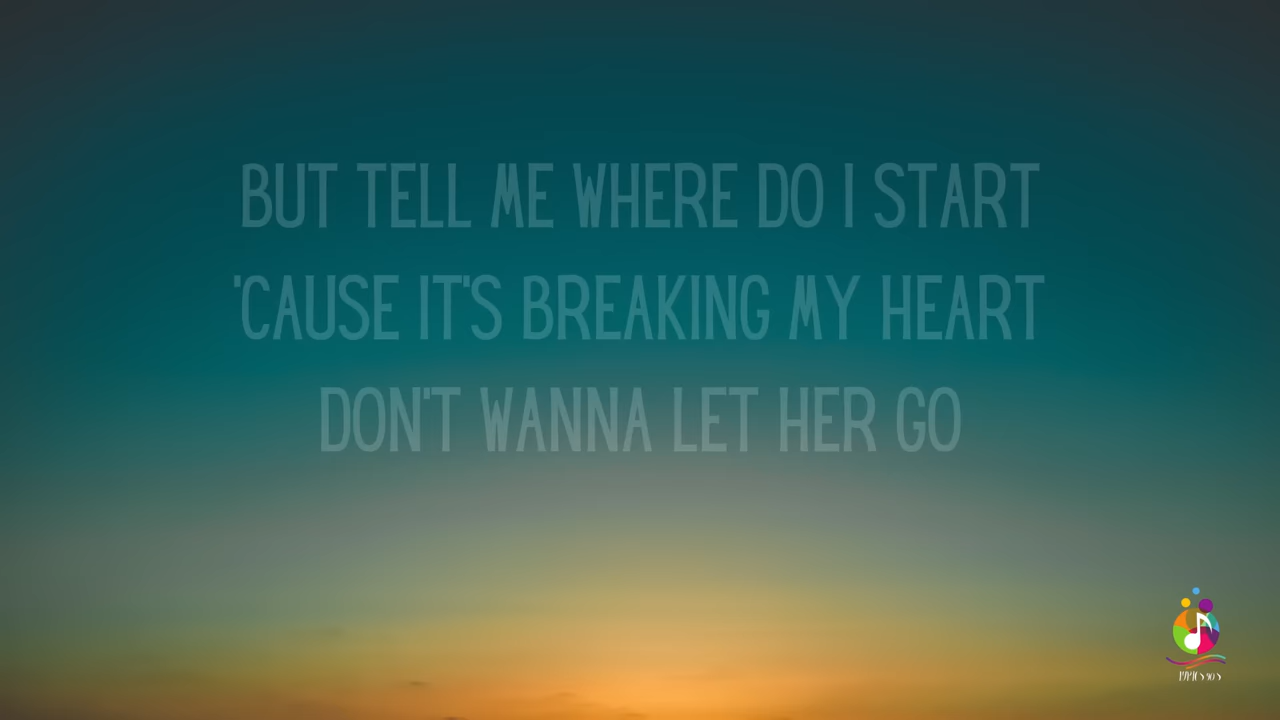 BUT TELL ME WHERE DO I START
'CAUSE IT'S BREAKING MY HEART
DON'T WANNA LET HER GO